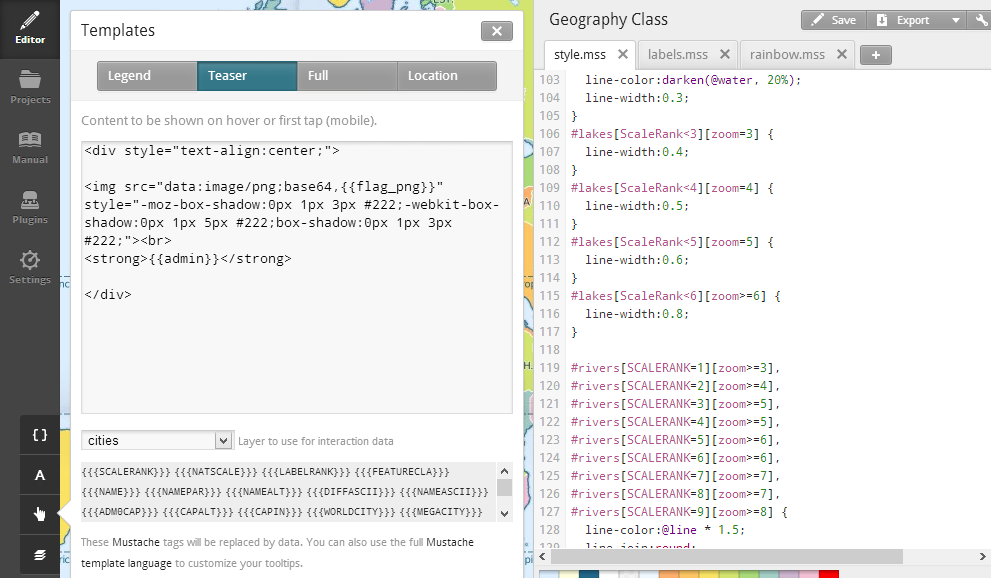 Editor
Projects
Manual
Plugins
Settings
A
Templates
Legend
Teaser
Full
Location
Content to be shown on hover or first tap (mobile).
<div style="text-align:center;">
<img src="data:image/png;base64,{{flag_png}}"
style="-moz-box-shadow:0px 1px 3px #222;-webkit-box-
shadow:0px 1px 5px #222;box-shadow:0px 1px 3px
#222;"><br>
<strong>{{admin}}</strong>
</div>
cities
Layer to use for interaction data
{{{SCALERANK}}} {{{NATSCALE}}} {{{LABELRANK}}} {{{FEATURECLA}}}
{{{NAME}}} {{{NAMEPAR}}} {{{NAMEALT}}} {{{DIFFASCII}}} {{{NAMEASCII}}}
{{{ADM0CAP}}} {{{CAPALT}}} {{{CAPIN}}} {{{WORLDCITY}}} {{{MEGACITY}}}
These Mustache tags will be replaced by data. You can also use the full Mustache
template language to customize your tooltips.
Geography Class
Save
Export
style.mss
labels.mss
rainbow.mss
103 line-color:darken(@water, 20%);
104 line-width:0.3;
105 }
106 #lakes[ScaleRank<3][zoom=3] {
107 line-width:0.4;
108 }
109 #lakes[ScaleRank<4][zoom=4] {
110 line-width:0.5;
111 }
112 #lakes[ScaleRank<5][zoom=5] {
113 line-width:0.6;
114 }
115 #lakes[ScaleRank<6][zoom>=6] {
116 line-width:0.8;
117 }
118
119 #rivers[SCALERANK=1][zoom>=3],
120 #rivers[SCALERANK=2][zoom>=4],
121 #rivers[SCALERANK=3][zoom>=5],
122 #rivers[SCALERANK=4][zoom>=5],
123 #rivers[SCALERANK=5][zoom>=6],
124 #rivers[SCALERANK=6][zoom>=6],
125 #rivers[SCALERANK=7][zoom>=7],
126 #rivers[SCALERANK=8][zoom>=7],
127 #rivers[SCALERANK=9][zoom>=8] {
128 line-color:@line * 1.5;
129 line-join:round;